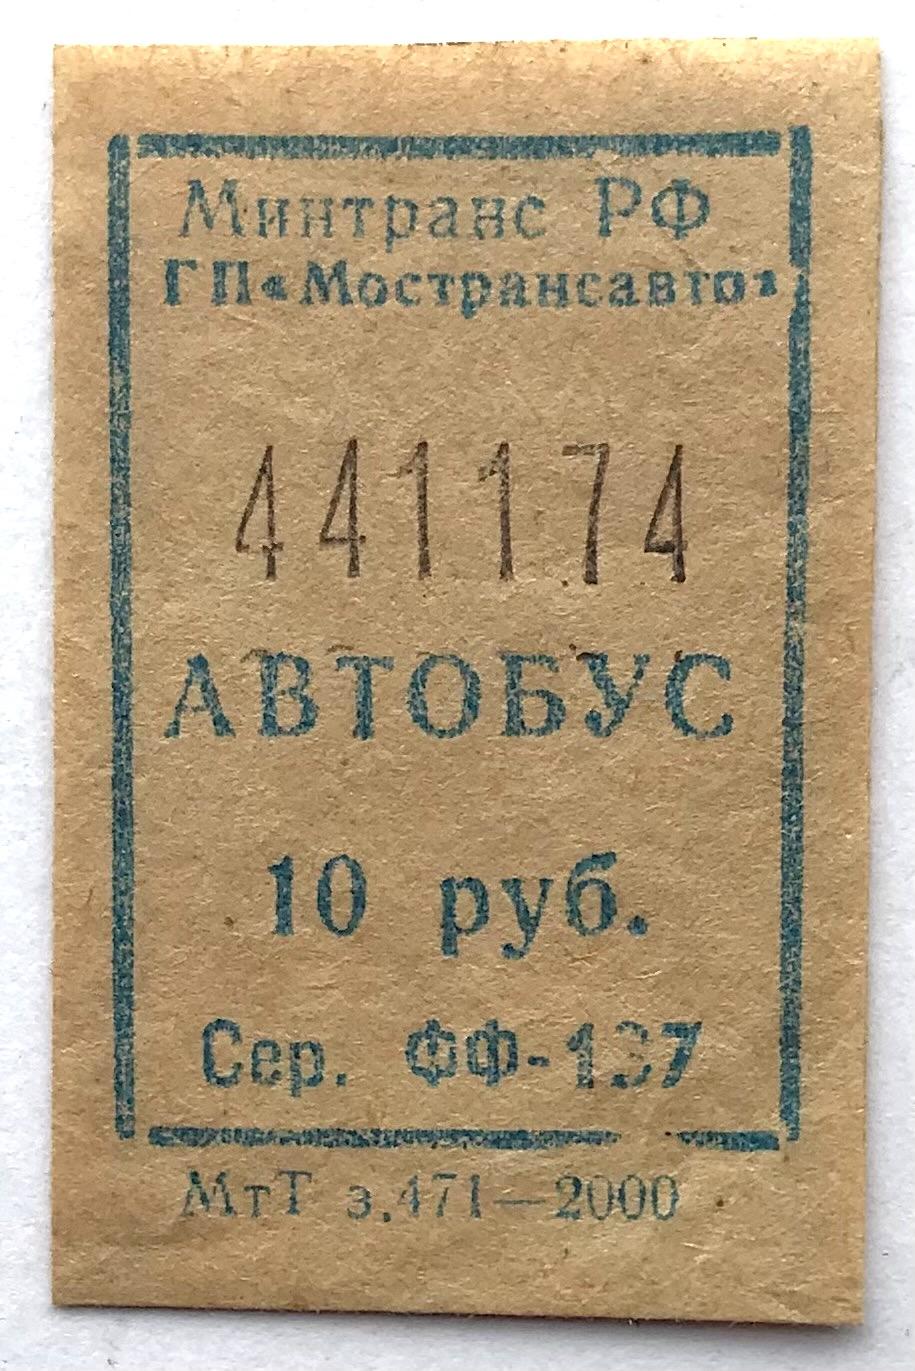 Минтранс РФ
ГП «Мострансавто»
441174
АВТОБУС
10 руб.
Сер. ФФ-137
МтТ з.471—2000